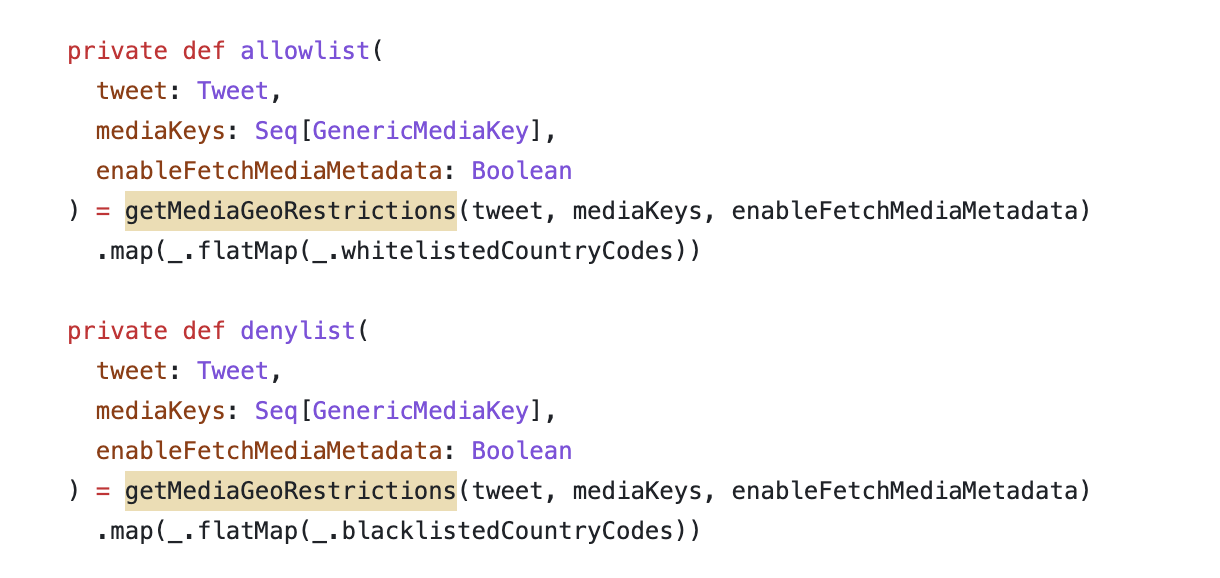 private def allowlist(
  tweet: Tweet,
  mediaKeys: Seq[GenericMediaKey],
  enableFetchMediaMetadata: Boolean
) = getMediaGeoRestrictions(tweet, mediaKeys, enableFetchMediaMetadata)
  .map(_.flatMap(_.whitelistedCountryCodes))

private def denylist(
  tweet: Tweet,
  mediaKeys: Seq[GenericMediaKey],
  enableFetchMediaMetadata: Boolean
) = getMediaGeoRestrictions(tweet, mediaKeys, enableFetchMediaMetadata)
  .map(_.flatMap(_.blacklistedCountryCodes))